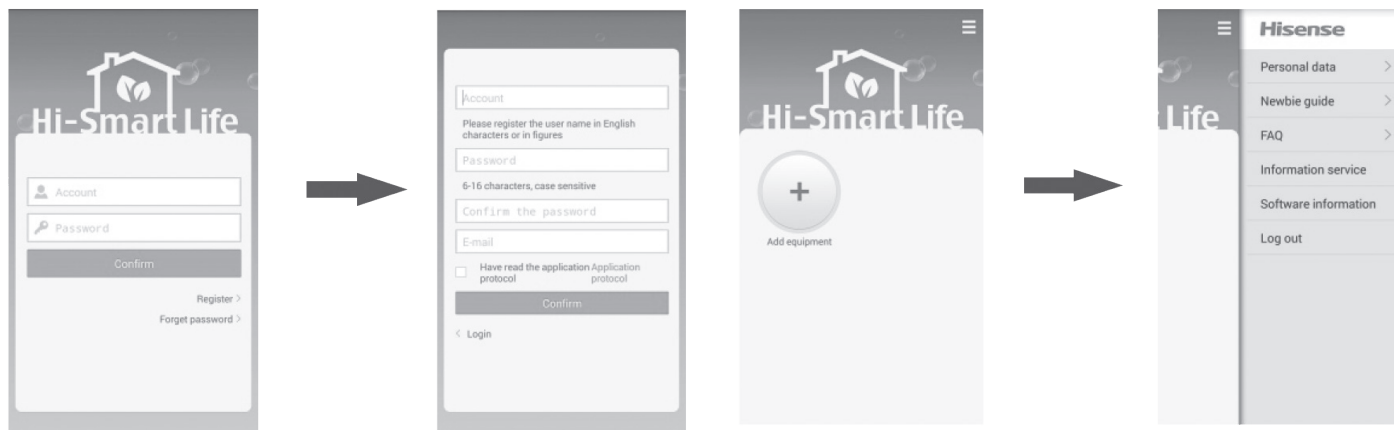 Hi-Smart Life
Account
Password
Confirm
Register >
Forget password >
Account
Please register the user name in English
characters or in figures
Password
6-16 characters, case sensitive
Confirm the password
E-mail
Have read the application Application
protocol protocol
Confirm
< Login
Hi-Smart Life
+
Add equipment
Life
Hisense
Personal data >
Newbie guide >
FAQ >
Information service
Software information
Log out